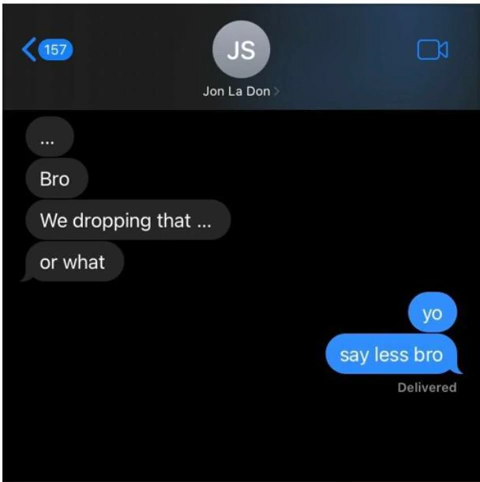 157
JS
Jon La Don
...
Bro
We dropping that ...
or what
yo
say less bro
Delivered